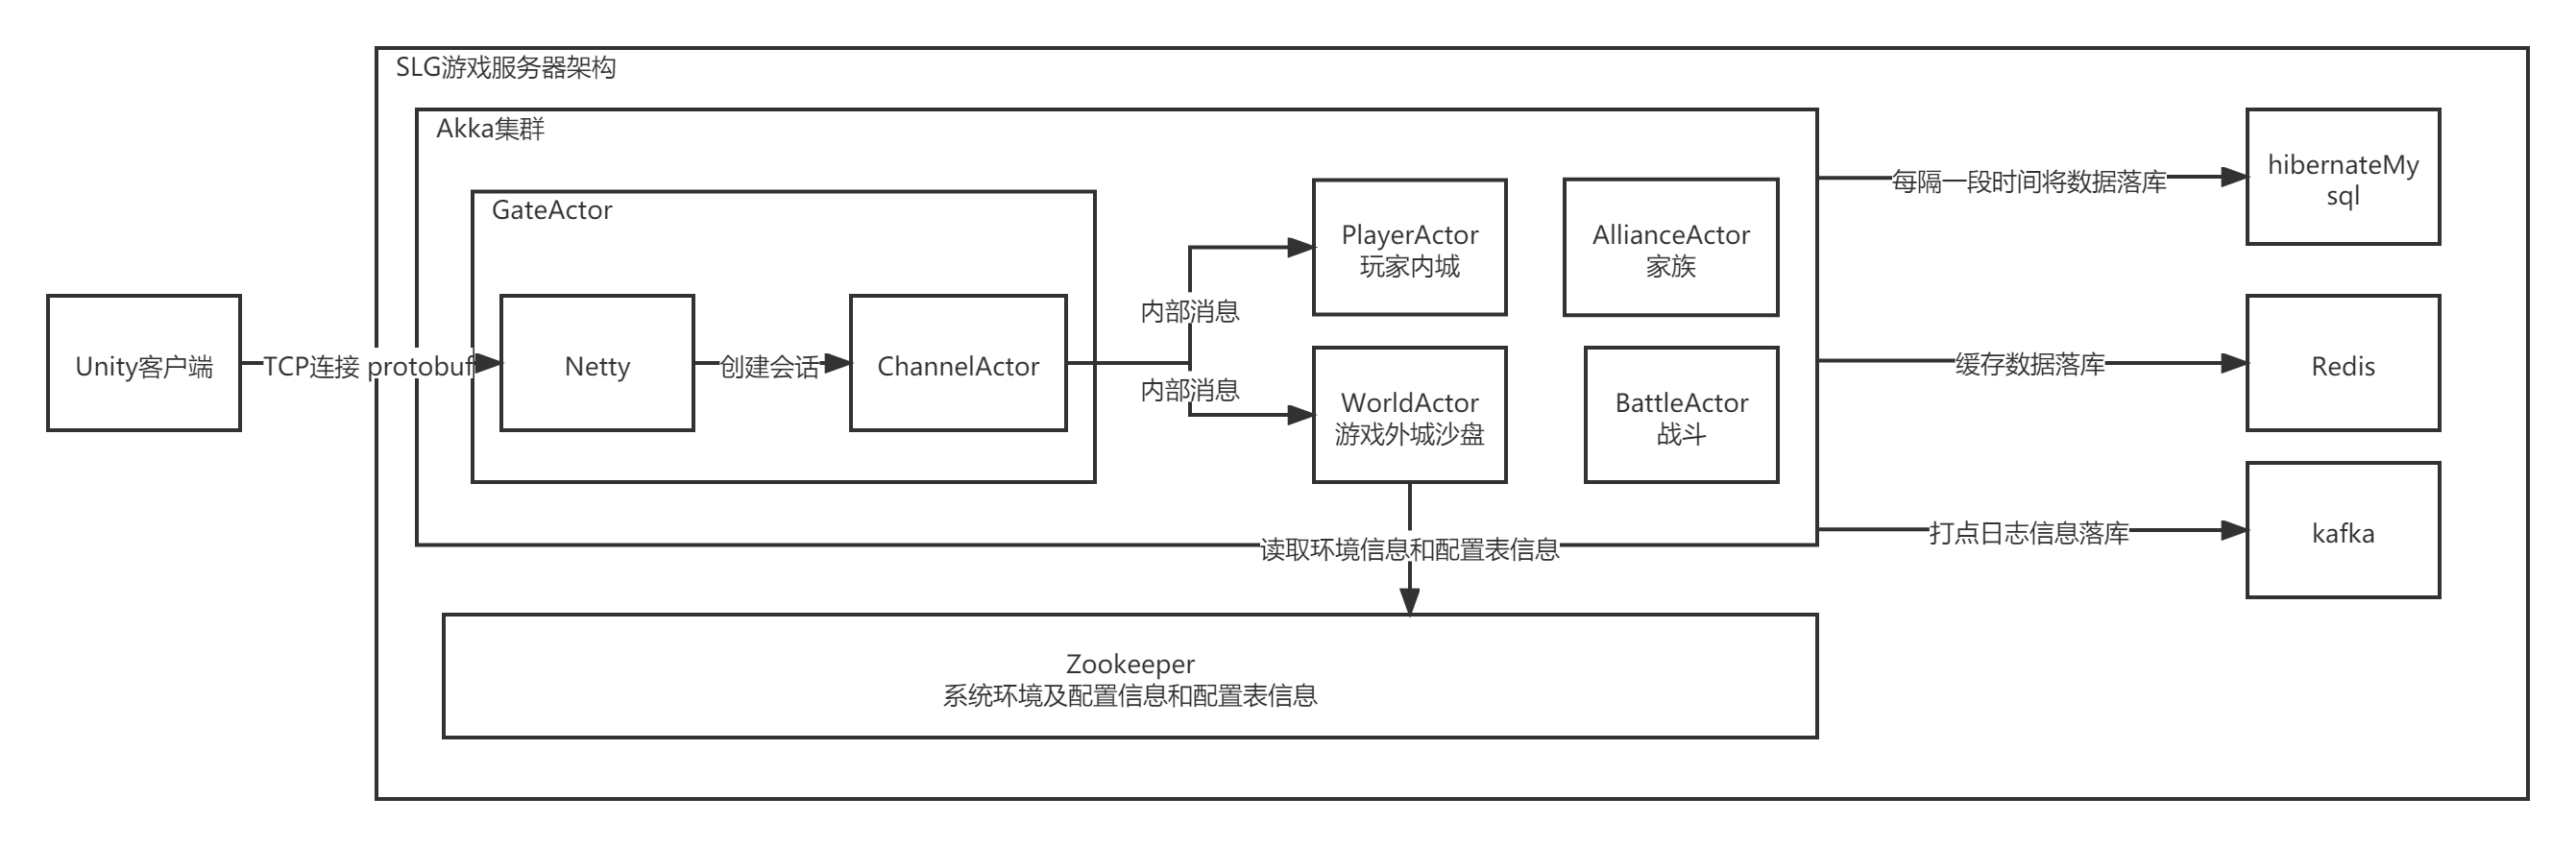 SLG游戏服务器架构
Akka集群
GateActor
Unity客户端
TCP连接 protobuf
Netty
创建会话
ChannelActor
内部消息
内部消息
PlayerActor
玩家内城
AllianceActor
家族
WorldActor
游戏外城沙盘
BattleActor
战斗
每隔一段时间将数据落库
hibernateMy
sql
缓存数据落库
Redis
打点日志信息落库
kafka
读取环境信息和配置表信息
Zookeeper
系统环境及配置信息和配置表信息